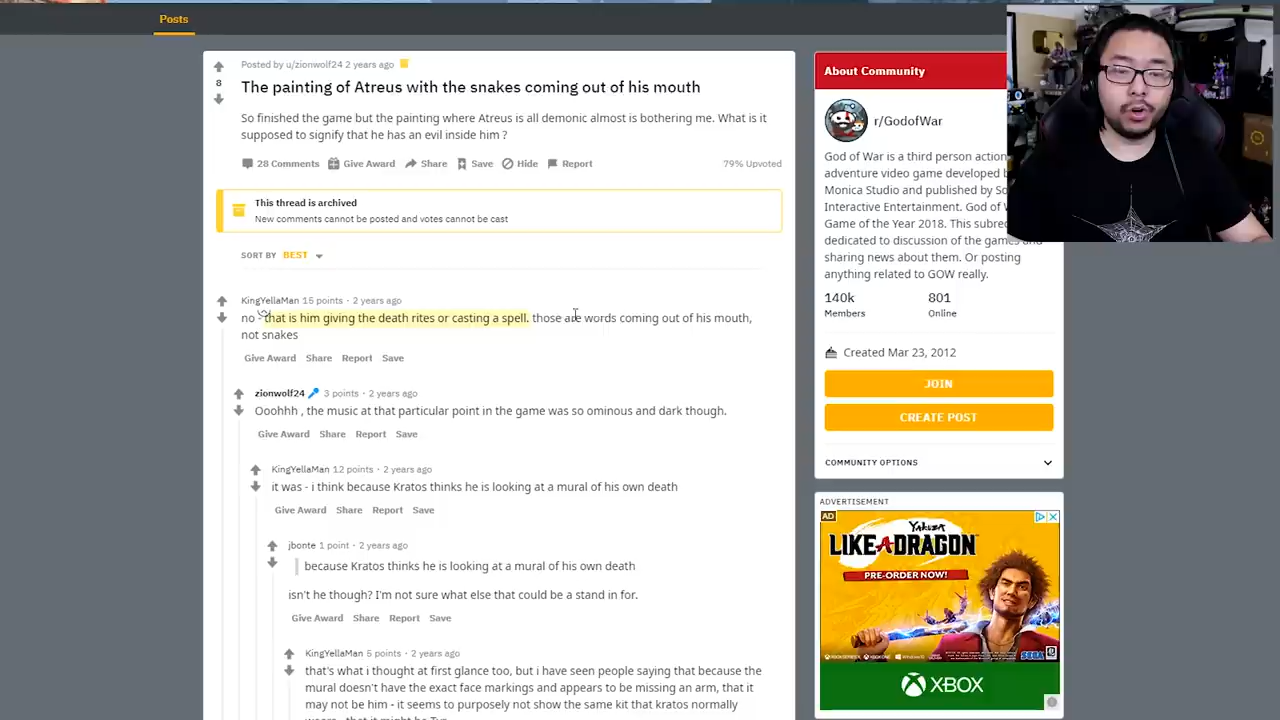 Posts
Posted by u/zionwolf24 2 years ago
8
The painting of Atreus with the snakes coming out of his mouth
So finished the game but the painting where Atreus is all demonic almost is bothering me. What is it
supposed to signify that he has an evil inside him ?
28 Comments Give Award Share Save Hide Report 79% Upvoted
This thread is archived
New comments cannot be posted and votes cannot be cast
SORT BY BEST
KingYellaMan 15 points · 2 years ago
no - that is him giving the death rites or casting a spell. those are words coming out of his mouth,
not snakes
Give Award Share Report Save
zionwolf24 3 points · 2 years ago
Ooohhh , the music at that particular point in the game was so ominous and dark though.
Give Award Share Report Save
KingYellaMan 12 points · 2 years ago
it was - i think because Kratos thinks he is looking at a mural of his own death
Give Award Share Report Save
jbonte 1 point · 2 years ago
because Kratos thinks he is looking at a mural of his own death
isn't he though? I'm not sure what else that could be a stand in for.
Give Award Share Report Save
KingYellaMan 5 points · 2 years ago
that's what i thought at first glance too, but i have seen people saying that because the
mural doesn't have the exact face markings and appears to be missing an arm, that it
may not be him - it seems to purposely not show the same kit that kratos normally
About Community
r/GodofWar
God of War is a third person action
adventure video game developed b
Monica Studio and published by So
Interactive Entertainment. God of W
Game of the Year 2018. This subre
dedicated to discussion of the games and
sharing news about them. Or posting
anything related to GOW really.
140k 801
Members Online
Created Mar 23, 2012
JOIN
CREATE POST
COMMUNITY OPTIONS
ADVERTISEMENT
AD
YAKUZA
LIKE A DRAGON
PRE-ORDER NOW!
SEGA
XBOX